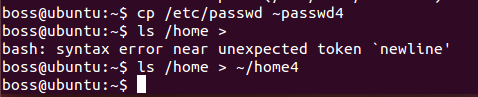 boss@ubuntu:~$ cp /etc/passwd ~passwd4
boss@ubuntu:~$ ls /home >
bash: syntax error near unexpected token `newline'
boss@ubuntu:~$ ls /home > ~/home4
boss@ubuntu:~$